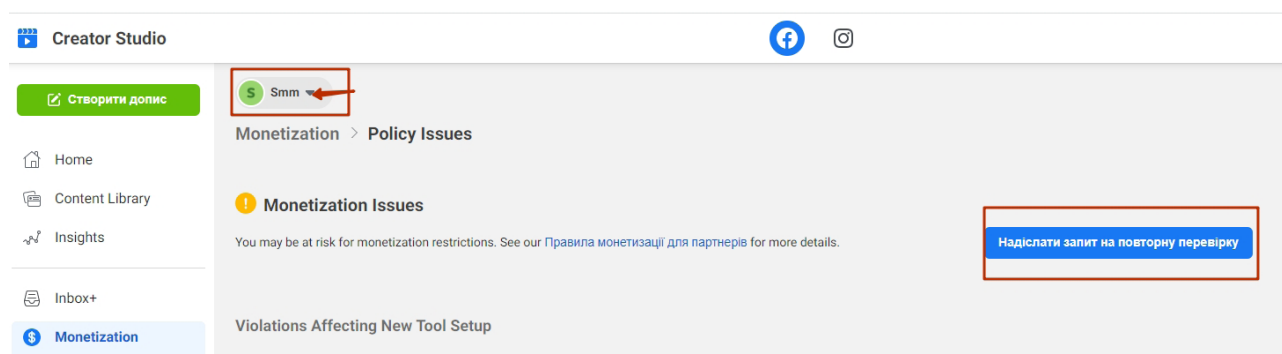 Creator Studio
Створити допис
Smm
Monetization > Policy Issues
Home
Content Library
Monetization Issues
Insights
You may be at risk for monetization restrictions. See our Правила монетизації для партнерів for more details.
Надіслати запит на повторну перевірку
Inbox+
Violations Affecting New Tool Setup
Monetization